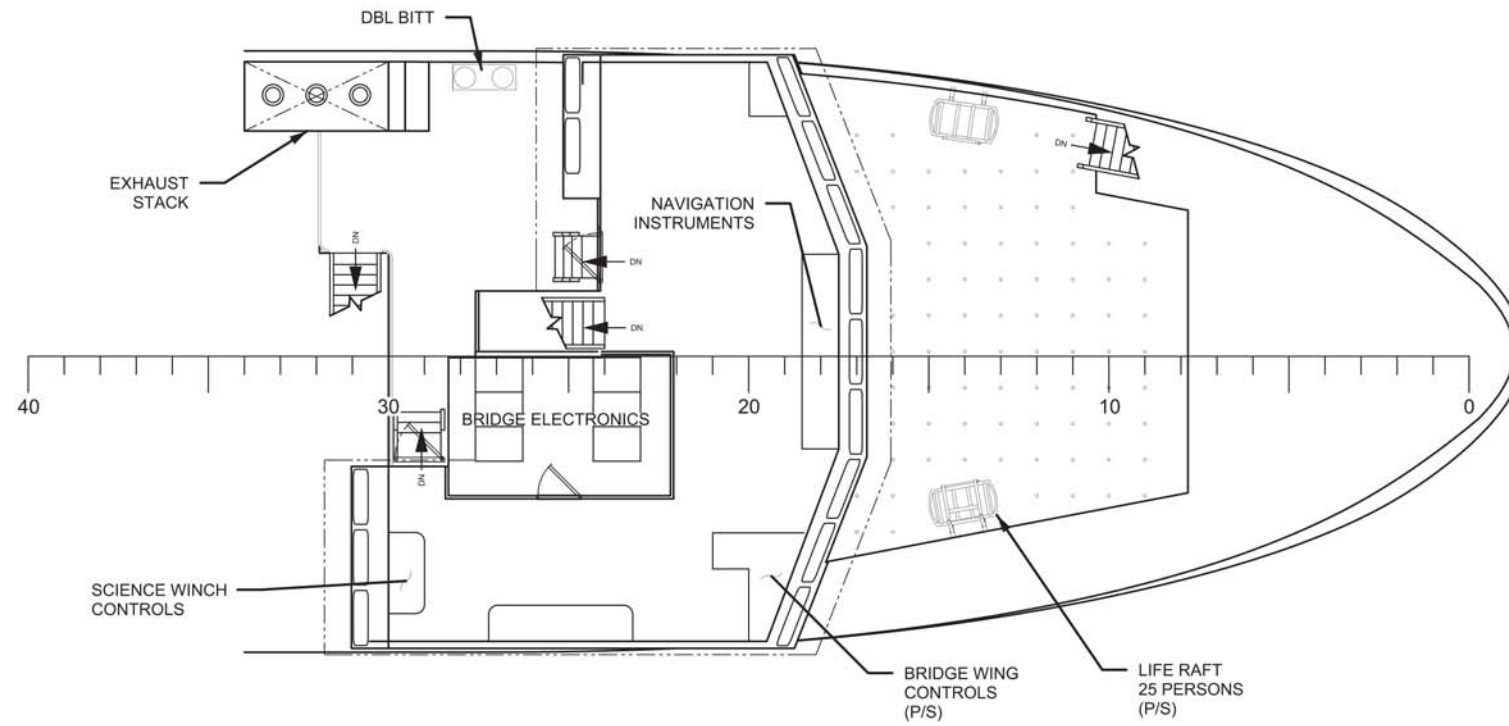 DBL BITT
EXHAUST
STACK
NAVIGATION
INSTRUMENTS
DN
DN
DN
DN
40
30
20
10
0
BRIDGE ELECTRONICS
DN
SCIENCE WINCH
CONTROLS
BRIDGE WING
CONTROLS
(P/S)
LIFE RAFT
25 PERSONS
(P/S)